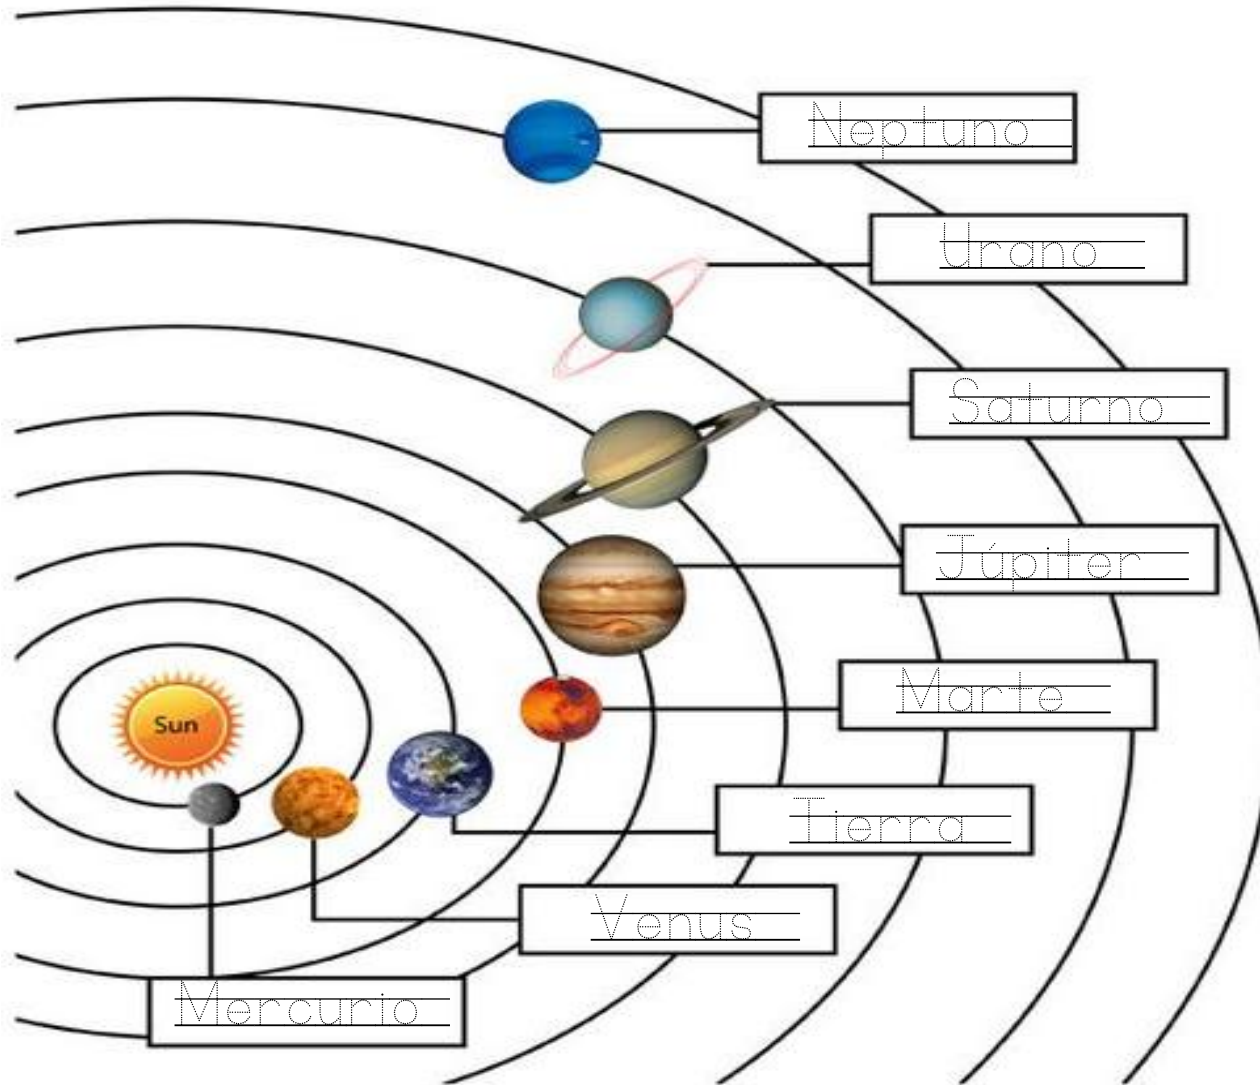 Neptuno
Urano
Saturno
Júpiter
Marte
Sun
Tierra
Venus
Mercurio